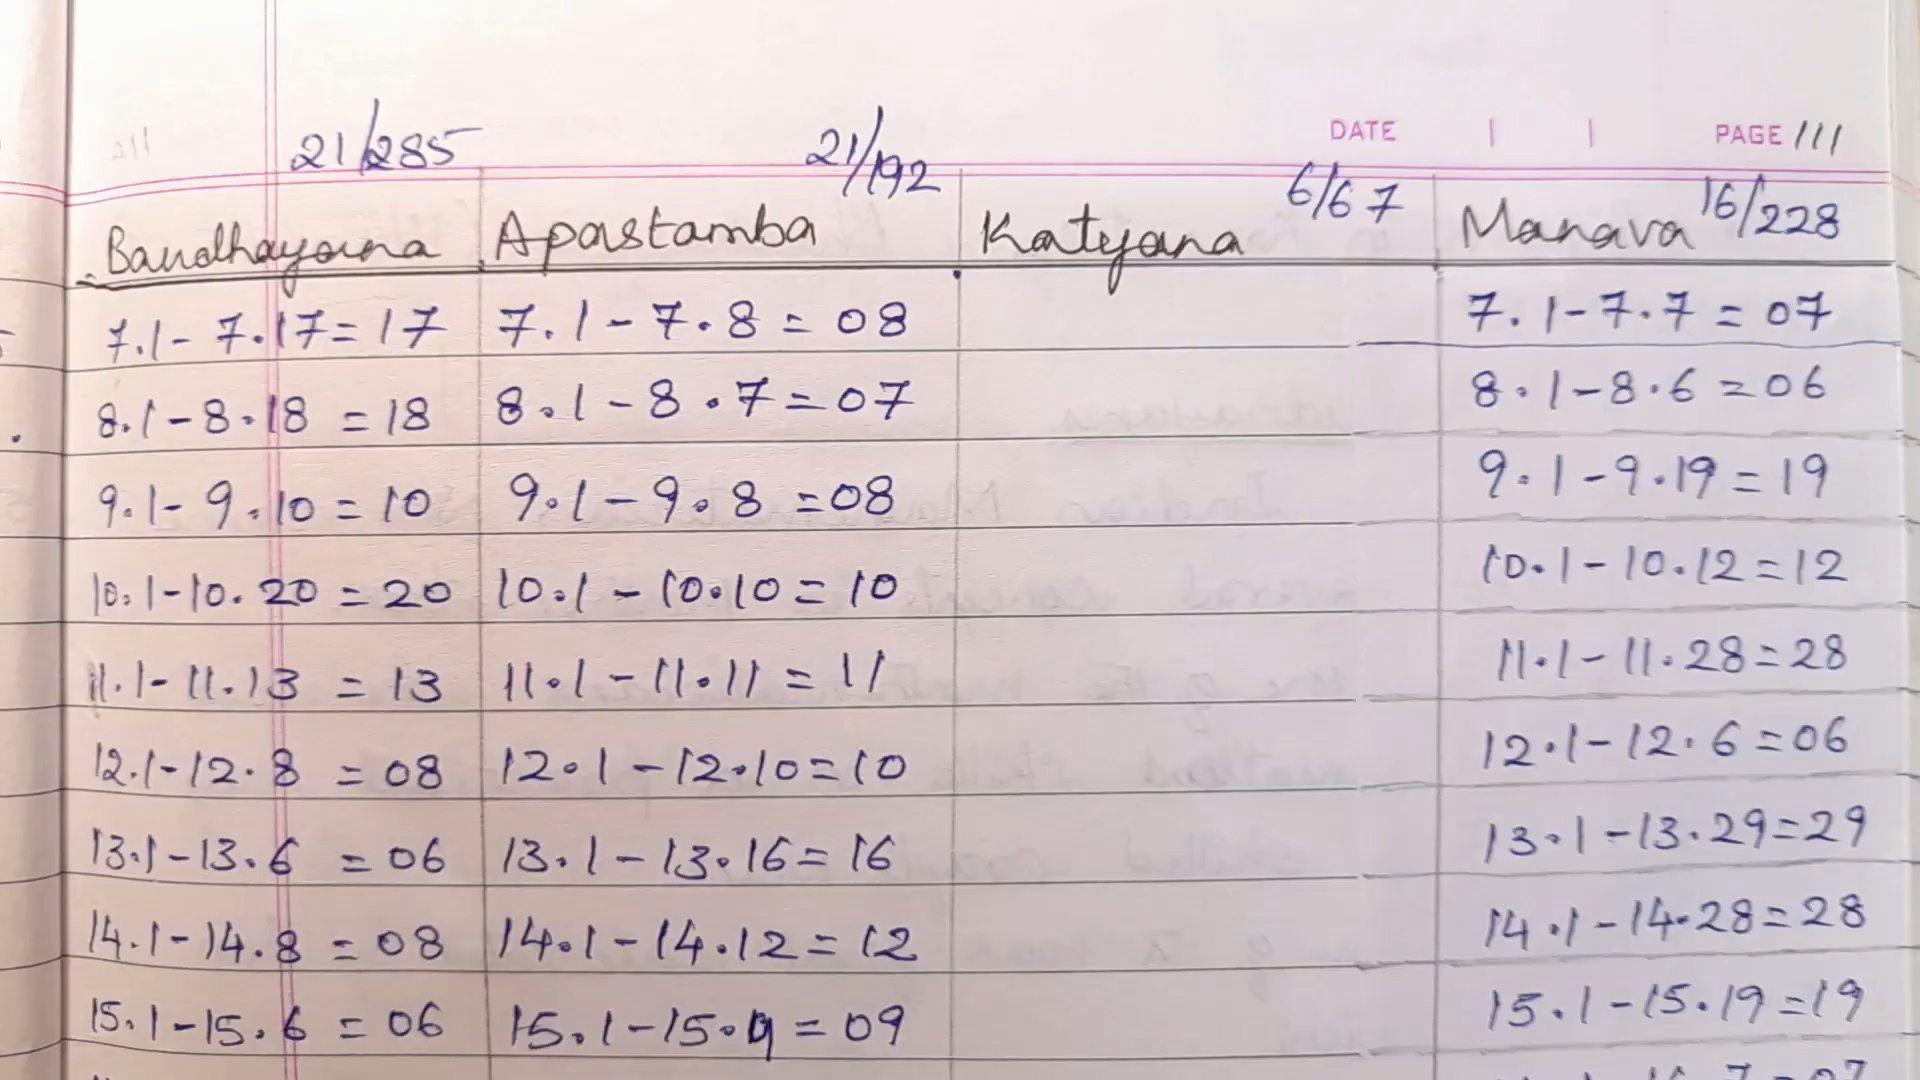 DATE | | PAGE 111
21/285 21/192 6/67 16/228
Baudhayana Apastamba Katyana Manava
7.1-7.17=17 7.1-7.8=08 7.1-7.7=07
8.1-8.18=18 8.1-8.7=07 8.1-8.6=06
9.1-9.10=10 9.1-9.8=08 9.1-9.19=19
10.1-10.20=20 10.1-10.10=10 10.1-10.12=12
11.1-11.13=13 11.1-11.11=11 11.1-11.28=28
12.1-12.8=08 12.1-12.10=10 12.1-12.6=06
13.1-13.6=06 13.1-13.16=16 13.1-13.29=29
14.1-14.8=08 14.1-14.12=12 14.1-14.28=28
15.1-15.6=06 15.1-15.9=09 15.1-15.19=19